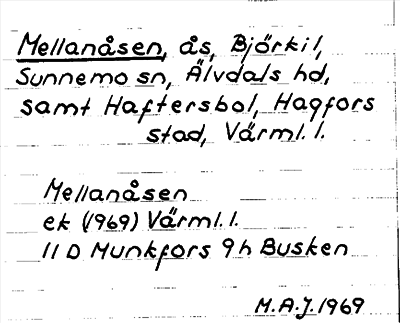 Mellanåsen, ås, Björkil,
Sunnemo sn, Älvdals hd,
samt Haftersbol, Hagfors
stad, Värml. l.
Mellanåsen
ek (1969) Värml. l.
11 D Munkfors 9h Busken
M.A.J. 1969